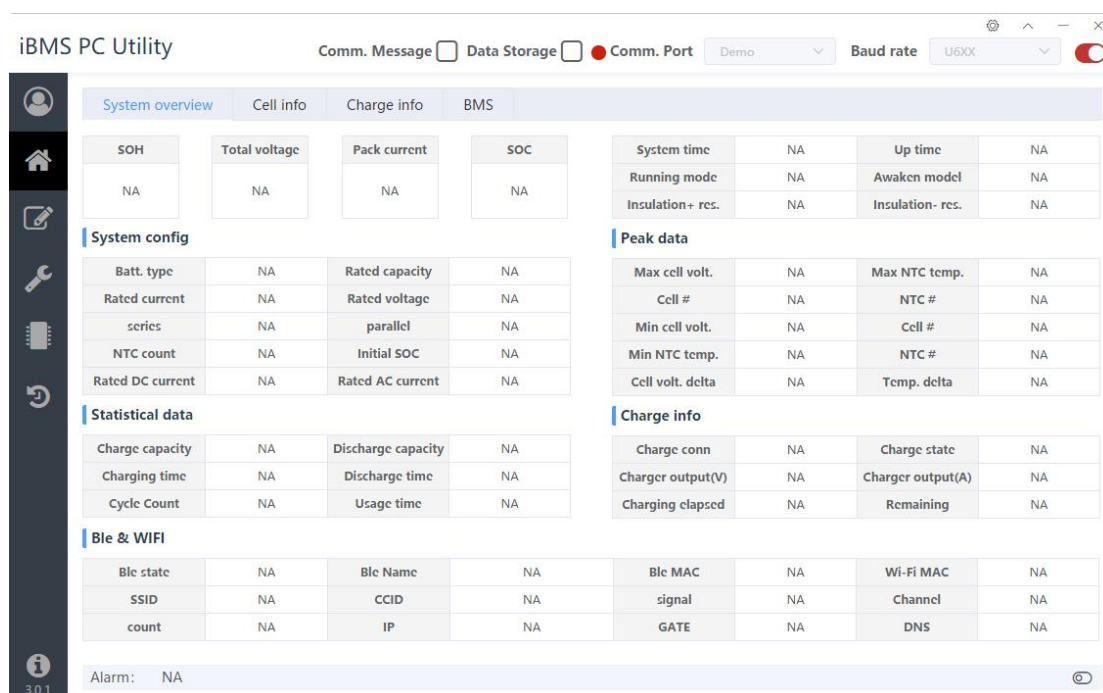 iBMS PC Utility
Comm. Message Data Storage Comm. Port Demo Baud rate U6XX
System overview Cell info Charge info BMS
SOH Total voltage Pack current SOC
NA NA NA NA
System time NA Up time NA
Running mode NA Awaken model NA
Insulation+ res. NA Insulation- res. NA
System config
Batt. type NA Rated capacity NA
Rated current NA Rated voltage NA
series NA parallel NA
NTC count NA Initial SOC NA
Rated DC current NA Rated AC current NA
Peak data
Max cell volt. NA Max NTC temp. NA
Cell # NA NTC # NA
Min cell volt. NA Cell # NA
Min NTC temp. NA NTC # NA
Cell volt. delta NA Temp. delta NA
Statistical data
Charge capacity NA Discharge capacity NA
Charging time NA Discharge time NA
Cycle Count NA Usage time NA
Charge info
Charge conn NA Charge state NA
Charger output(V) NA Charger output(A) NA
Charging elapsed NA Remaining NA
Ble & WIFI
Ble state NA Ble Name NA Ble MAC NA Wi-Fi MAC NA
SSID NA CCID NA signal NA Channel NA
count NA IP NA GATE NA DNS NA
Alarm: NA
3.0.1